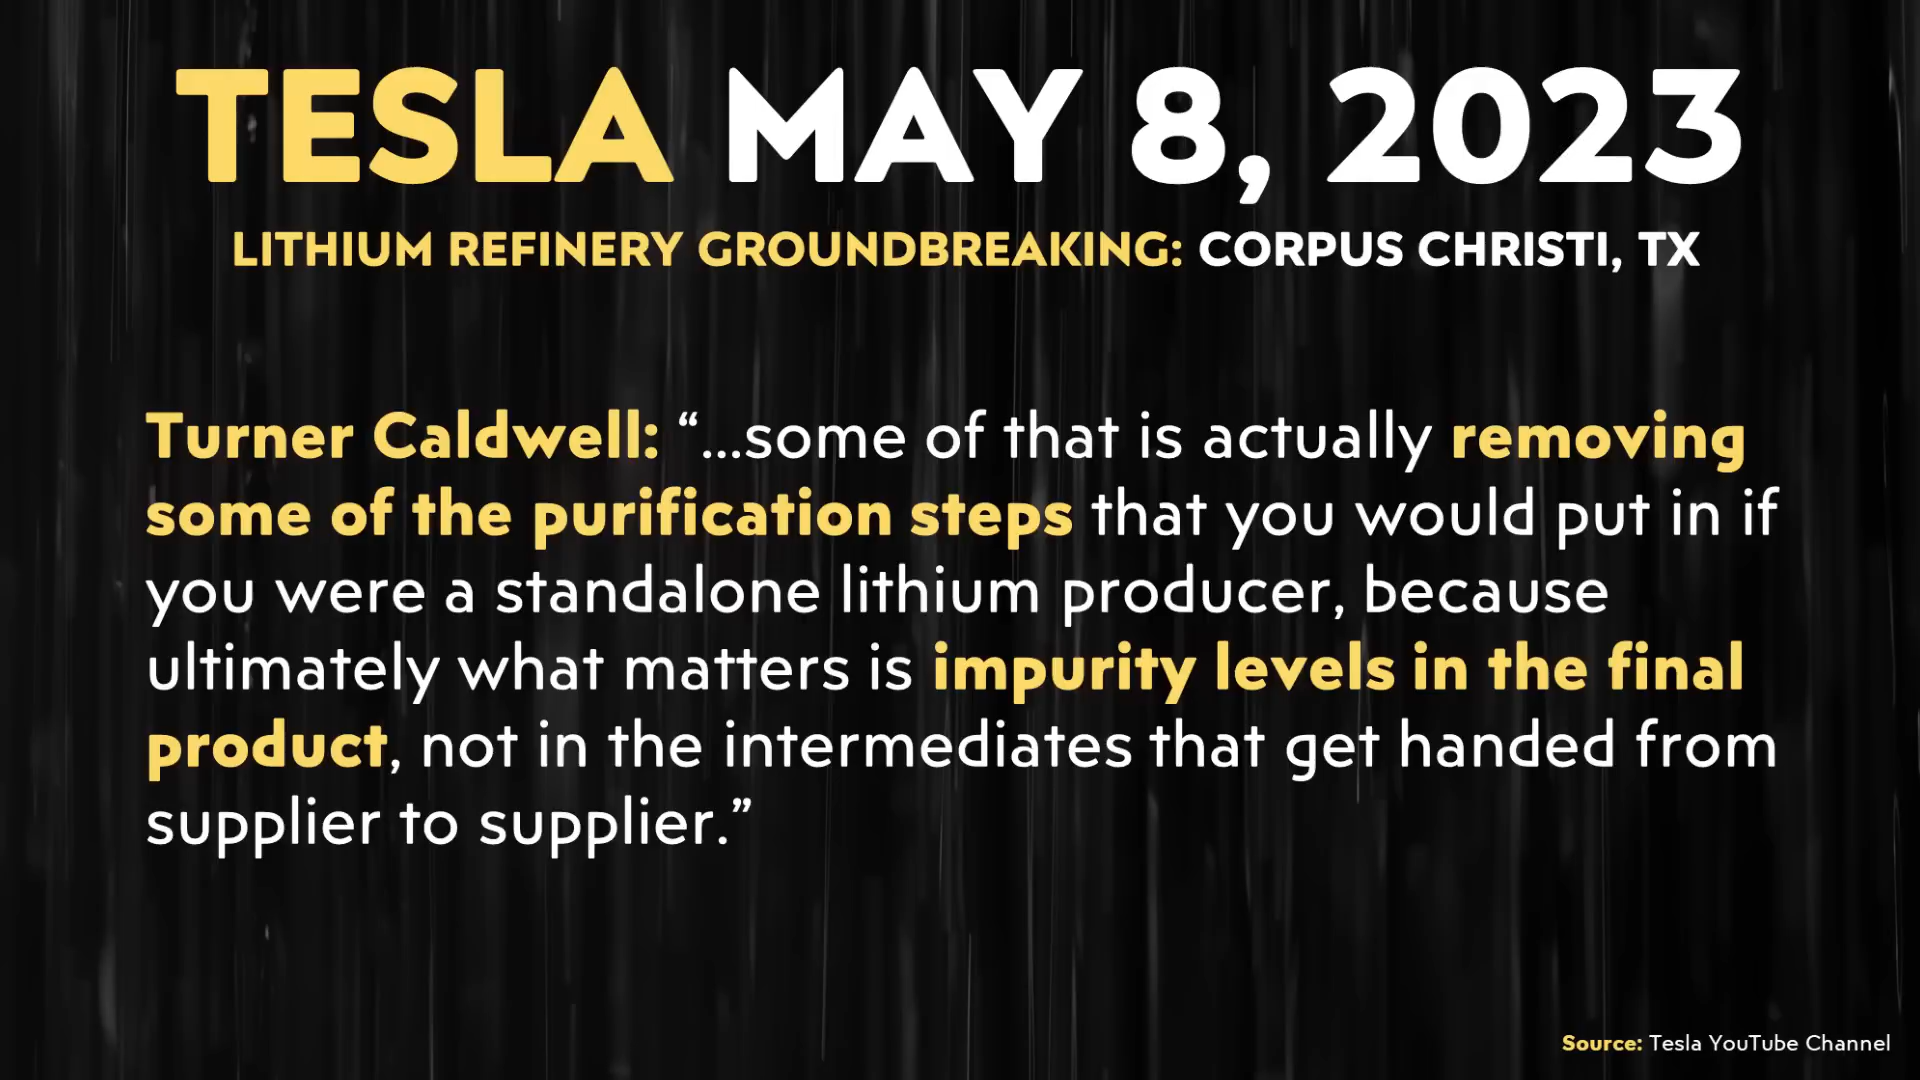 TESLA MAY 8, 2023
LITHIUM REFINERY GROUNDBREAKING: CORPUS CHRISTI, TX
Turner Caldwell: “...some of that is actually removing
some of the purification steps that you would put in if
you were a standalone lithium producer, because
ultimately what matters is impurity levels in the final
product, not in the intermediates that get handed from
supplier to supplier.”
Source: Tesla YouTube Channel